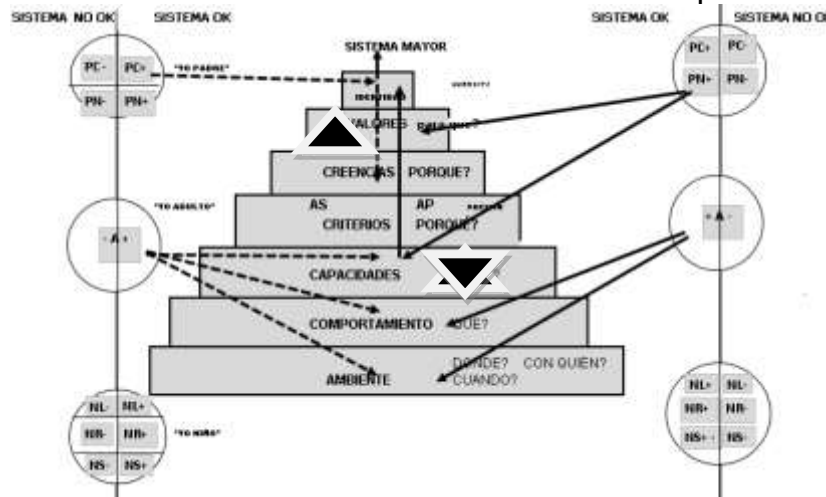 SISTEMA NO OK
SISTEMA OK
SISTEMA OK
SISTEMA NO OK
SISTEMA MAYOR
PC- PC+
"YO PADRE"
PN- PN+
PC+ PC-
PN+ PN-
IDENTIDAD
VALORES
CREENCIAS PORQUE?
"YO ADULTO"
AS AP
CRITERIOS PORQUE?
- A +
+ A -
CAPACIDADES
COMPORTAMIENTO QUE?
DONDE? CON QUIEN?
AMBIENTE CUANDO?
NL- NL+
NR- NR+
"YO NIÑO"
NS- NS+
NL+ NL-
NR+ NR-
NS+ NS-